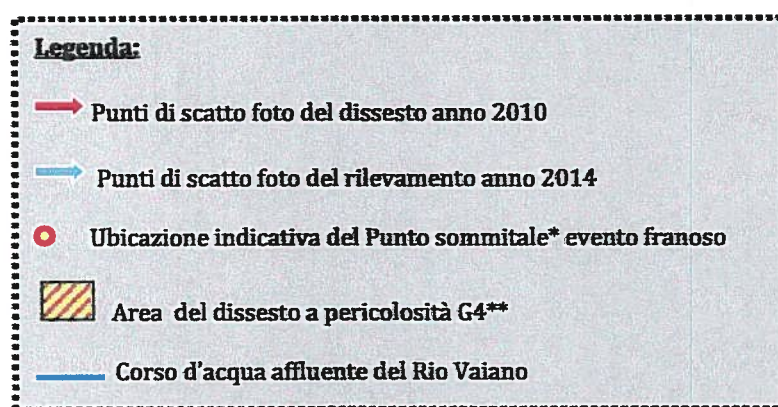 Legenda:
Punti di scatto foto del dissesto anno 2010
Punti di scatto foto del rilevamento anno 2014
Ubicazione indicativa del Punto sommitale* evento franoso
Area del dissesto a pericolosità G4**
Corso d'acqua affluente del Rio Vaiano